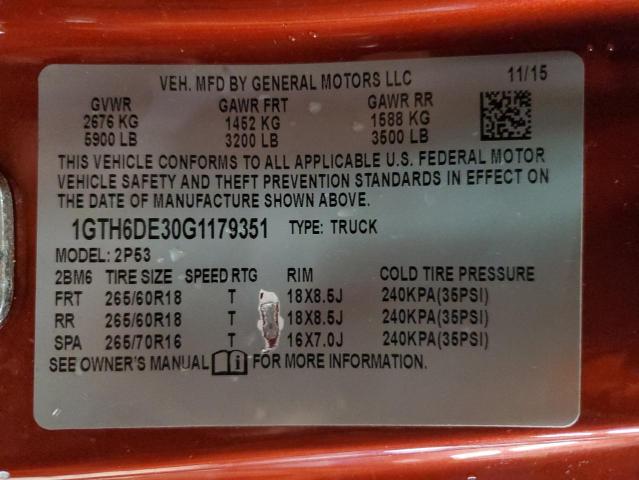 VEH. MFD BY GENERAL MOTORS LLC 11/15
GVWR GAWR FRT GAWR RR
2676 KG 1452 KG 1588 KG
5900 LB 3200 LB 3500 LB
THIS VEHICLE CONFORMS TO ALL APPLICABLE U.S. FEDERAL MOTOR
VEHICLE SAFETY AND THEFT PREVENTION STANDARDS IN EFFECT ON
THE DATE OF MANUFACTURE SHOWN ABOVE.
1GTH6DE30G1179351 TYPE: TRUCK
MODEL: 2P53
2BM6 TIRE SIZE SPEED RTG RIM COLD TIRE PRESSURE
FRT 265/60R18 T 18X8.5J 240KPA(35PSI)
RR 265/60R18 T 18X8.5J 240KPA(35PSI)
SPA 265/70R16 T 16X7.0J 240KPA(35PSI)
SEE OWNER'S MANUAL i FOR MORE INFORMATION.